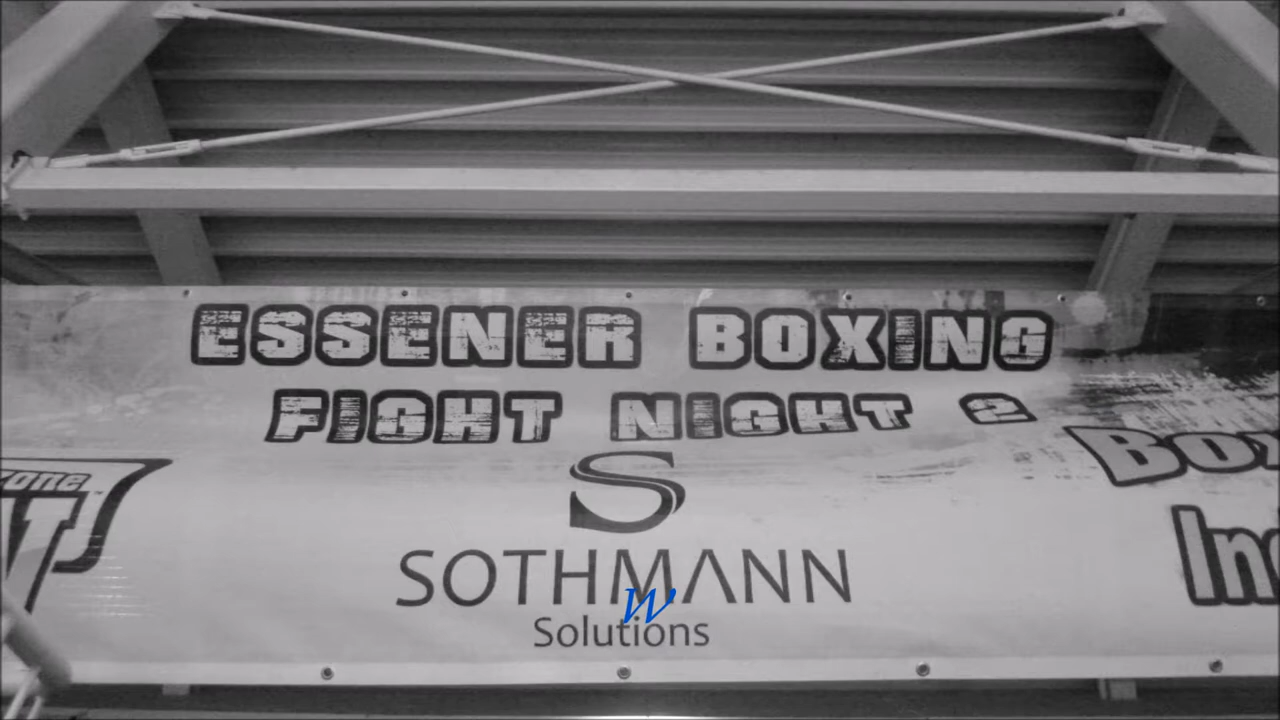 ESSENER BOXING
FIGHT NIGHT 2
S
SOTHMANN
W
Solutions